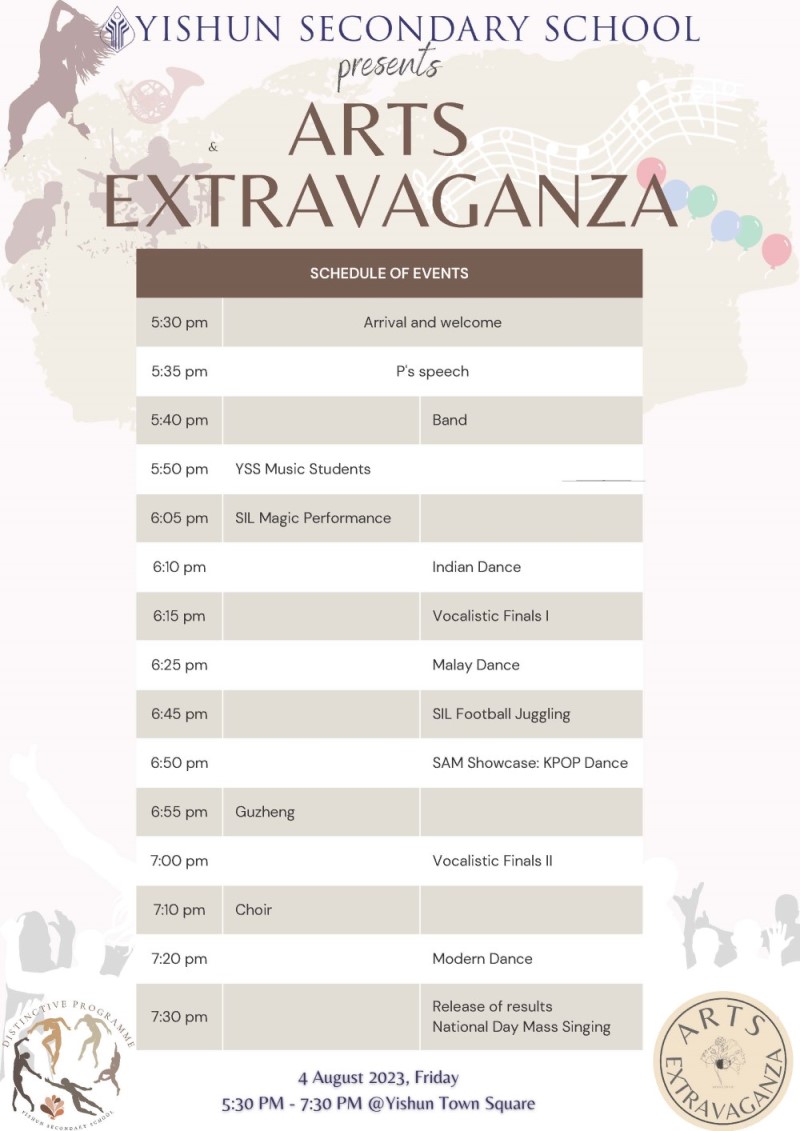 YISHUN SECONDARY SCHOOL
presents
ARTS
&
EXTRAVAGANZA
SCHEDULE OF EVENTS
5:30 pm Arrival and welcome
5:35 pm P's speech
5:40 pm Band
5:50 pm YSS Music Students
6:05 pm SIL Magic Performance
6:10 pm Indian Dance
6:15 pm Vocalistic Finals I
6:25 pm Malay Dance
6:45 pm SIL Football Juggling
6:50 pm SAM Showcase: KPOP Dance
6:55 pm Guzheng
7:00 pm Vocalistic Finals II
7:10 pm Choir
7:20 pm Modern Dance
7:30 pm Release of results
National Day Mass Singing
DISTINCTIVE PROGRAMME
YISHUN SECONDARY SCHOOL
ARTS
EXTRAVAGANZA
4 August 2023, Friday
5:30 PM - 7:30 PM @Yishun Town Square